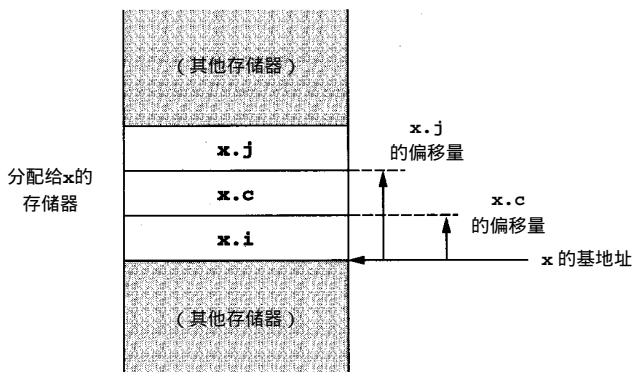 (其他存储器)
x.j
的偏移量
x.j
分配给x的
存储器
x.c
x.c
的偏移量
x.i
x 的基地址
(其他存储器)